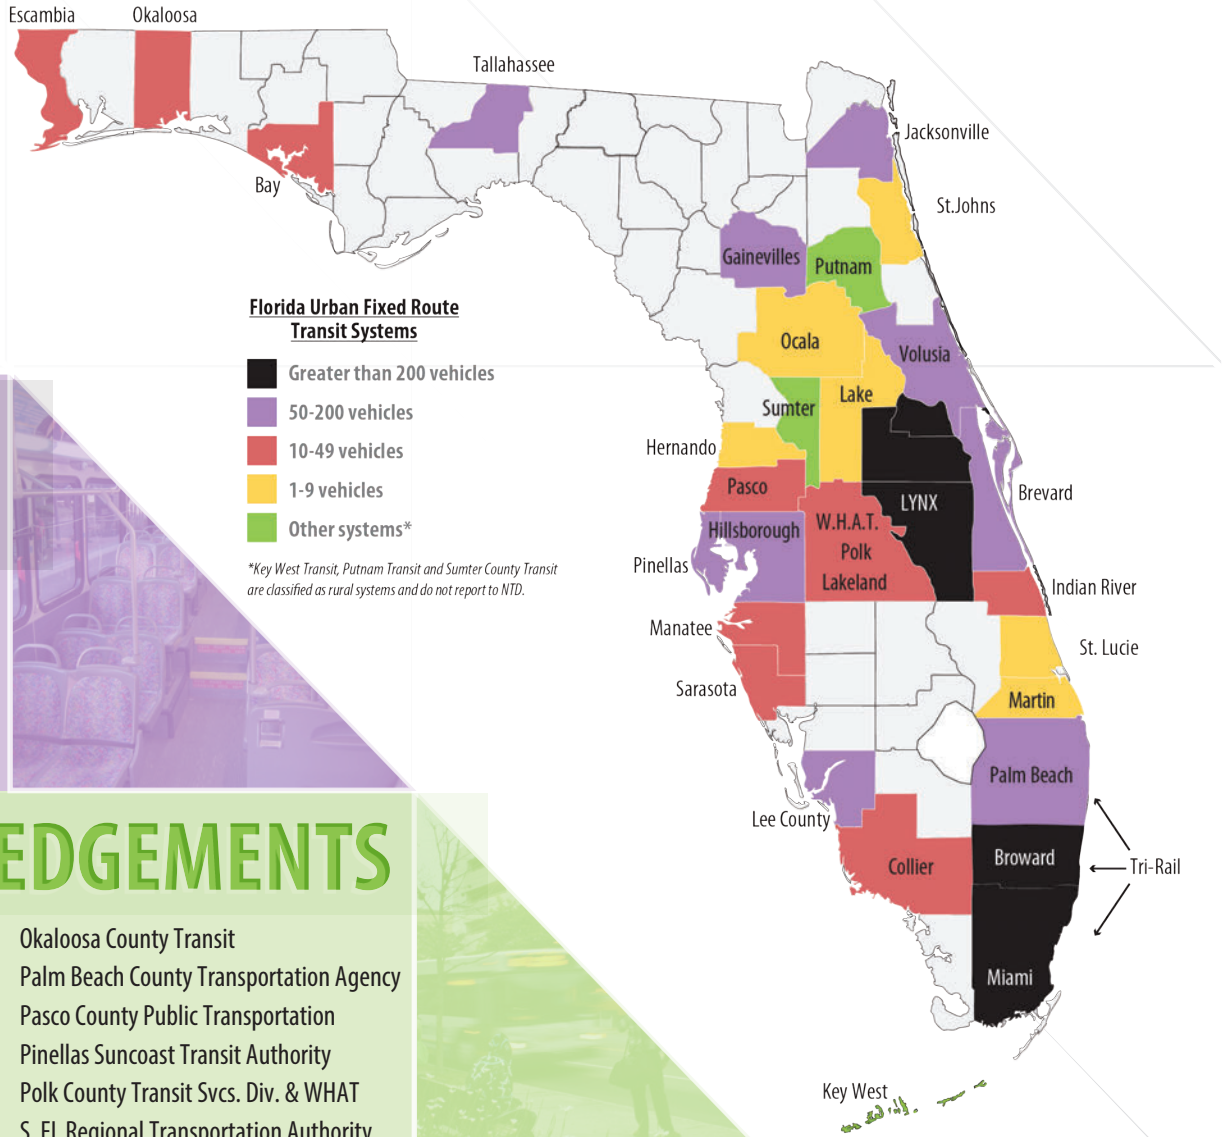 Escambia
Okaloosa
Tallahassee
Jacksonville
Bay
St.Johns
Gainevilles
Putnam
Florida Urban Fixed Route
Transit Systems
Greater than 200 vehicles
50-200 vehicles
10-49 vehicles
1-9 vehicles
Other systems*
*Key West Transit, Putnam Transit and Sumter County Transit
are classified as rural systems and do not report to NTD.
Ocala
Volusia
Lake
Sumter
Hernando
Pasco
LYNX
Brevard
Hillsborough
W.H.A.T.
Polk
Lakeland
Pinellas
Indian River
Manatee
St. Lucie
Sarasota
Martin
Palm Beach
Lee County
Broward
Collier
Tri-Rail
Miami
Key West
EDGEMENTS
Okaloosa County Transit
Palm Beach County Transportation Agency
Pasco County Public Transportation
Pinellas Suncoast Transit Authority
Polk County Transit Svcs. Div. & WHAT
S. FL Regional Transportation Authority